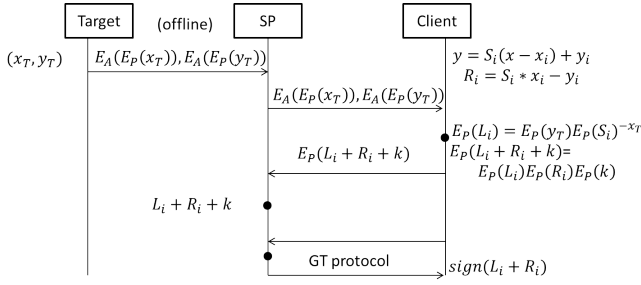 Target (offline) SP Client
(x_T, y_T)
E_A(E_P(x_T)), E_A(E_P(y_T))
y = S_i(x − x_i) + y_i
R_i = S_i * x_i − y_i
E_A(E_P(x_T)), E_A(E_P(y_T))
E_P(L_i) = E_P(y_T)E_P(S_i)^{−x_T}
E_P(L_i + R_i + k)=
E_P(L_i)E_P(R_i)E_P(k)
E_P(L_i + R_i + k)
L_i + R_i + k
GT protocol
sign(L_i + R_i)